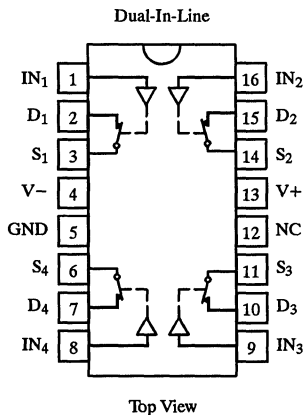 Dual-In-Line
IN1 1 16 IN2
D1 2 15 D2
S1 3 14 S2
V− 4 13 V+
GND 5 12 NC
S4 6 11 S3
D4 7 10 D3
IN4 8 9 IN3
Top View